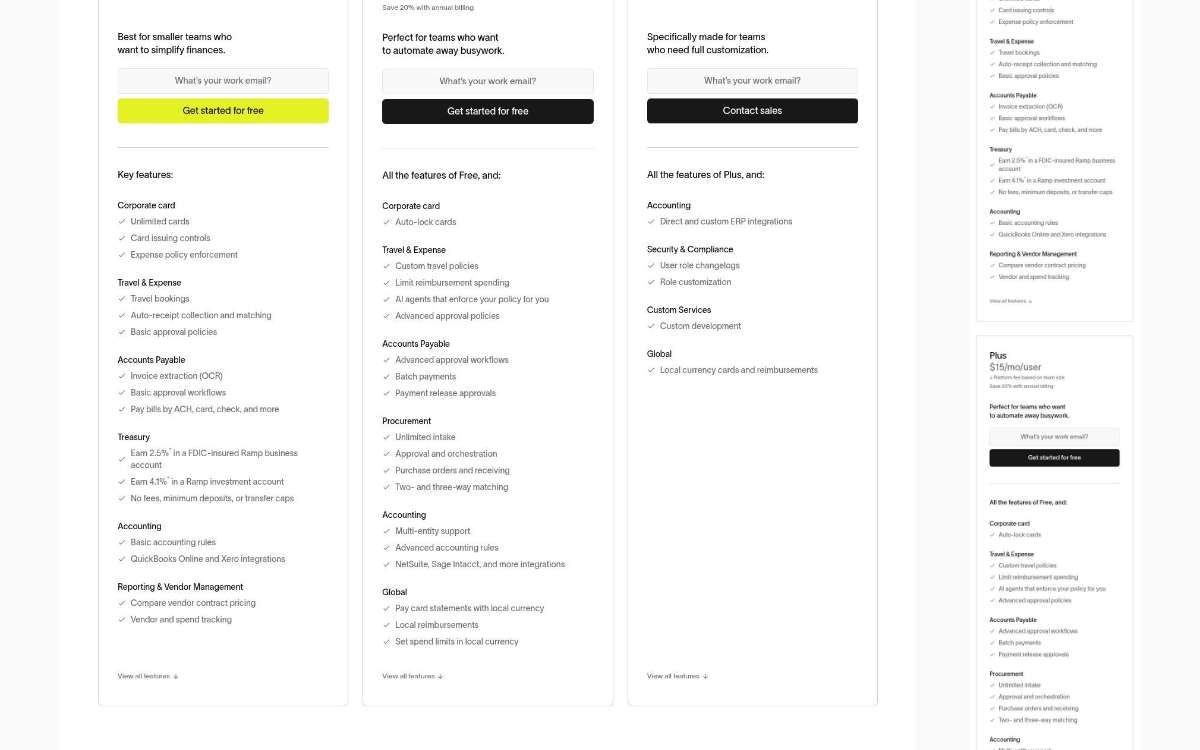 Best for smaller teams who
want to simplify finances.
What's your work email?
Get started for free
Key features:
Corporate card
Unlimited cards
Card issuing controls
Expense policy enforcement
Travel & Expense
Travel bookings
Auto-receipt collection and matching
Basic approval policies
Accounts Payable
Invoice extraction (OCR)
Basic approval workflows
Pay bills by ACH, card, check, and more
Treasury
Earn 2.5%* in a FDIC-insured Ramp business
account
Earn 4.1%* in a Ramp investment account
No fees, minimum deposits, or transfer caps
Accounting
Basic accounting rules
QuickBooks Online and Xero integrations
Reporting & Vendor Management
Compare vendor contract pricing
Vendor and spend tracking
View all features ↓
Save 20% with annual billing
Perfect for teams who want
to automate away busywork.
What's your work email?
Get started for free
All the features of Free, and:
Corporate card
Auto-lock cards
Travel & Expense
Custom travel policies
Limit reimbursement spending
AI agents that enforce your policy for you
Advanced approval policies
Accounts Payable
Advanced approval workflows
Batch payments
Payment release approvals
Procurement
Unlimited intake
Approval and orchestration
Purchase orders and receiving
Two- and three-way matching
Accounting
Multi-entity support
Advanced accounting rules
NetSuite, Sage Intacct, and more integrations
Global
Pay card statements with local currency
Local reimbursements
Set spend limits in local currency
View all features ↓
Specifically made for teams
who need full customization.
What's your work email?
Contact sales
All the features of Plus, and:
Accounting
Direct and custom ERP integrations
Security & Compliance
User role changelogs
Role customization
Custom Services
Custom development
Global
Local currency cards and reimbursements
View all features ↓
Card issuing controls
Expense policy enforcement
Travel & Expense
Travel bookings
Auto-receipt collection and matching
Basic approval policies
Accounts Payable
Invoice extraction (OCR)
Basic approval workflows
Pay bills by ACH, card, check, and more
Treasury
Earn 2.5%* in a FDIC-insured Ramp business
account
Earn 4.1%* in a Ramp investment account
No fees, minimum deposits, or transfer caps
Accounting
Basic accounting rules
QuickBooks Online and Xero integrations
Reporting & Vendor Management
Compare vendor contract pricing
Vendor and spend tracking
View all features ↓
Plus
$15/mo/user
+ Platform fee based on team size
Save 20% with annual billing
Perfect for teams who want
to automate away busywork.
What's your work email?
Get started for free
All the features of Free, and:
Corporate card
Auto-lock cards
Travel & Expense
Custom travel policies
Limit reimbursement spending
AI agents that enforce your policy for you
Advanced approval policies
Accounts Payable
Advanced approval workflows
Batch payments
Payment release approvals
Procurement
Unlimited intake
Approval and orchestration
Purchase orders and receiving
Two- and three-way matching
Accounting